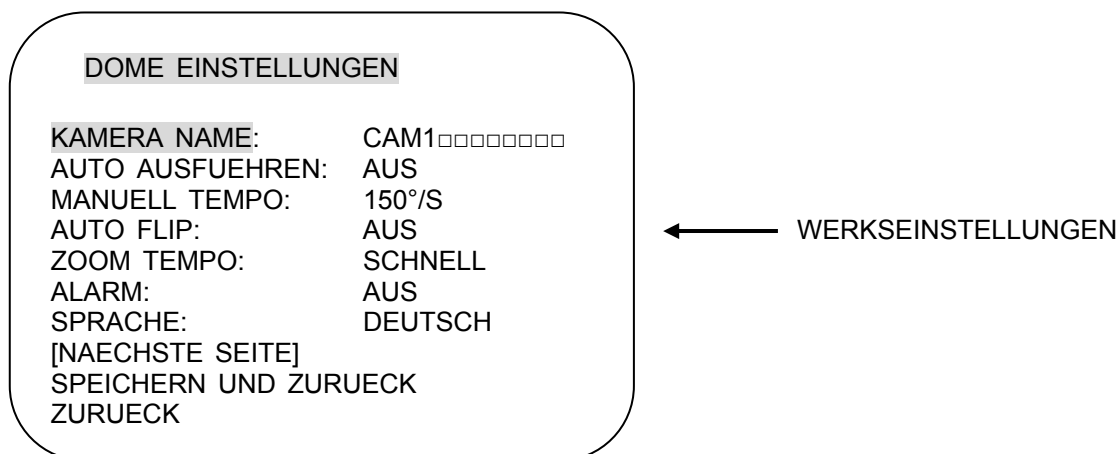 DOME EINSTELLUNGEN
KAMERA NAME: CAM1□□□□□□□□
AUTO AUSFUEHREN: AUS
MANUELL TEMPO: 150°/S
AUTO FLIP: AUS
WERKSEINSTELLUNGEN
ZOOM TEMPO: SCHNELL
ALARM: AUS
SPRACHE: DEUTSCH
[NAECHSTE SEITE]
SPEICHERN UND ZURUECK
ZURUECK